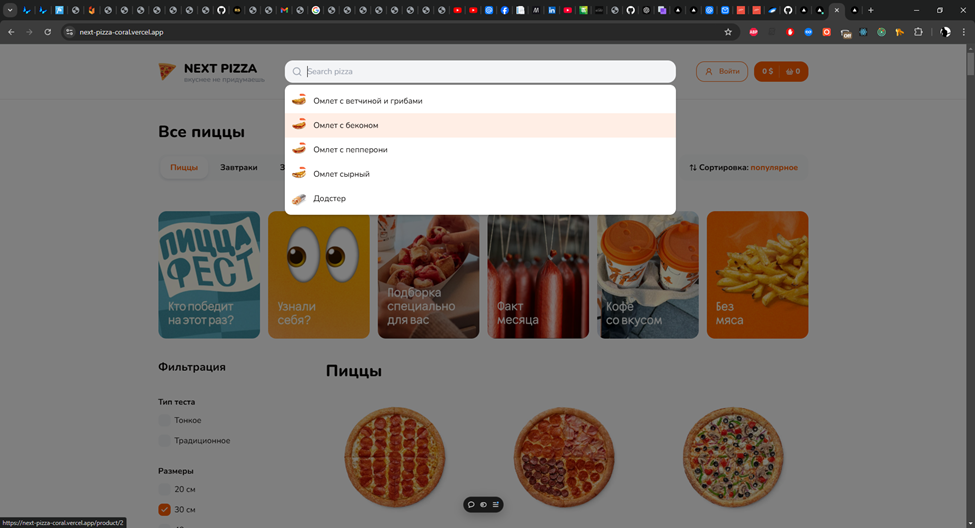 next-pizza-coral.vercel.app
NEXT PIZZA
вкуснее не придумаешь
Search pizza
Войти
0 $
0
Омлет с ветчиной и грибами
Омлет с беконом
Омлет с пепперони
Омлет сырный
Додстер
Все пиццы
Пиццы
Завтраки
Сортировка: популярное
ПИЦЦА
ФЕСТ
Кто победит
на этот раз?
Узнали
себя?
Подборка
специально
для вас
Факт
месяца
Кофе
со вкусом
Без
мяса
Фильтрация
Пиццы
Тип теста
Тонкое
Традиционное
Размеры
20 см
30 см
https://next-pizza-coral.vercel.app/product/2